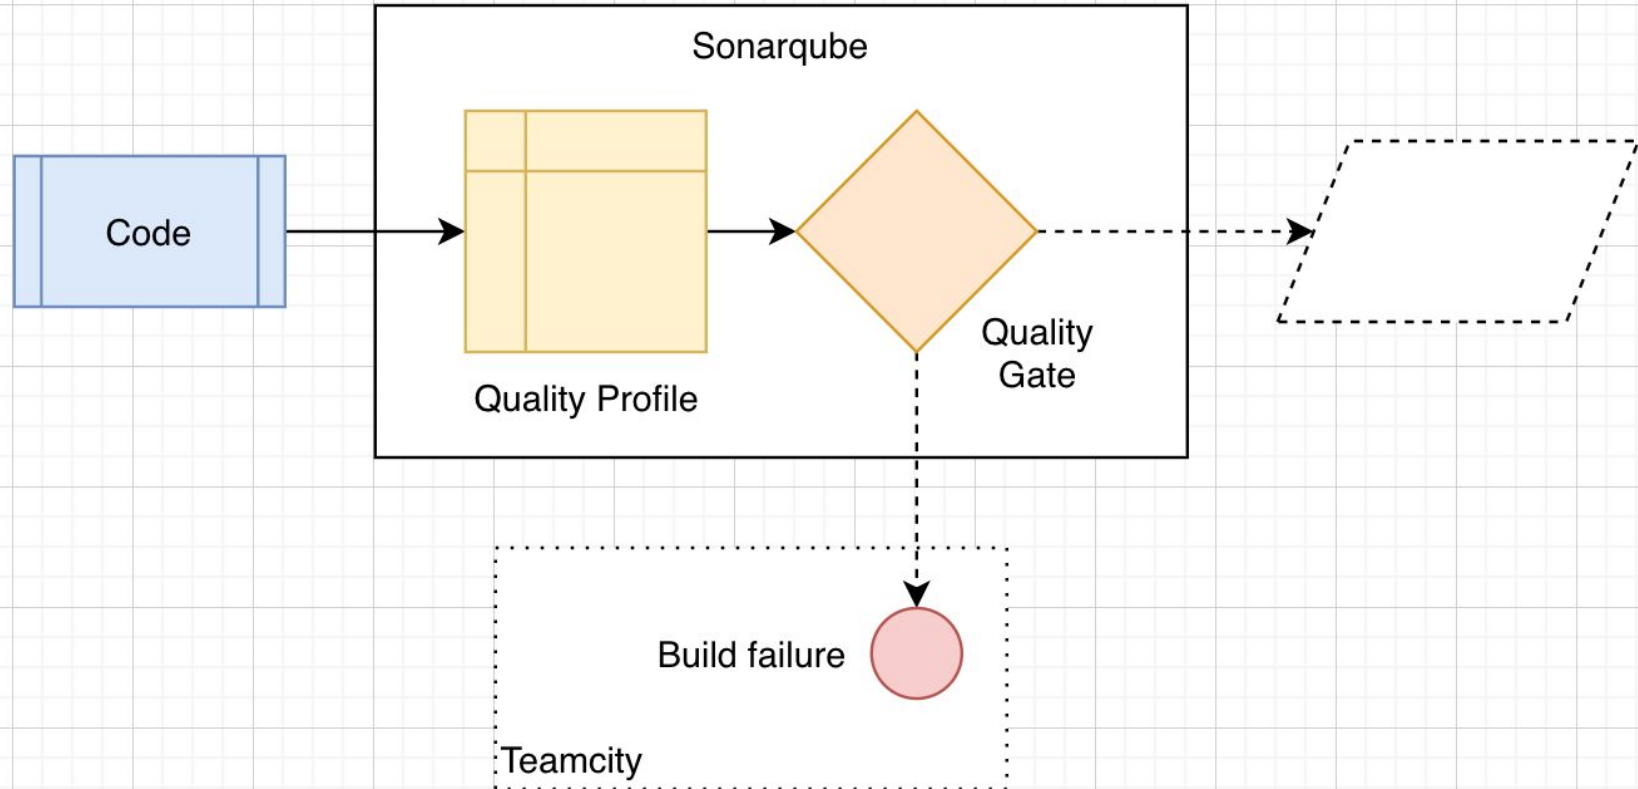 Sonarqube
Code
Quality
Gate
Quality Profile
Build failure
Teamcity